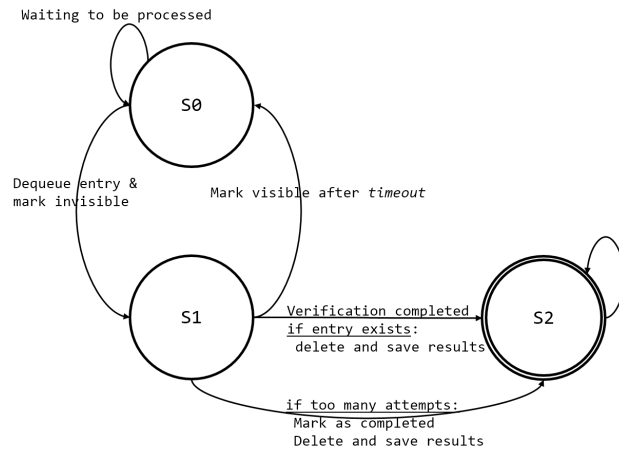 Waiting to be processed
S0
Dequeue entry &
mark invisible
Mark visible after timeout
S1
Verification completed
if entry exists:
delete and save results
S2
if too many attempts:
Mark as completed
Delete and save results